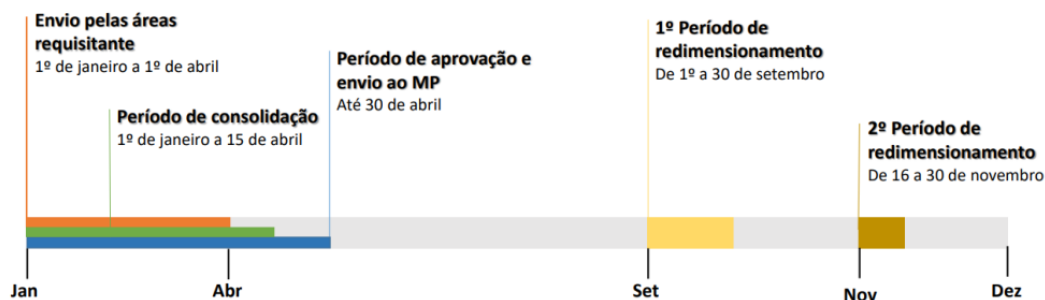 Envio pelas áreas
requisitante
1º de janeiro a 1º de abril
Período de consolidação
1º de janeiro a 15 de abril
Período de aprovação e
envio ao MP
Até 30 de abril
1º Período de
redimensionamento
De 1º a 30 de setembro
2º Período de
redimensionamento
De 16 a 30 de novembro
Jan
Abr
Set
Nov
Dez